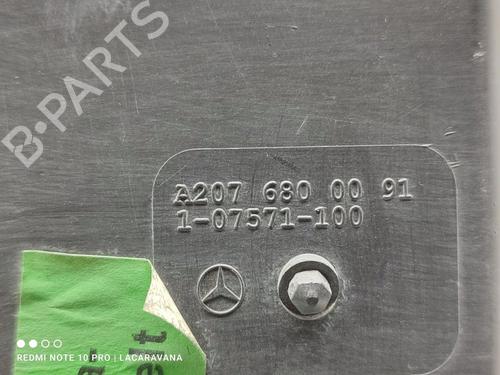 B-PARTS
A207 680 00 91
1-07571-100
REDMI NOTE 10 PRO | LACARAVANA